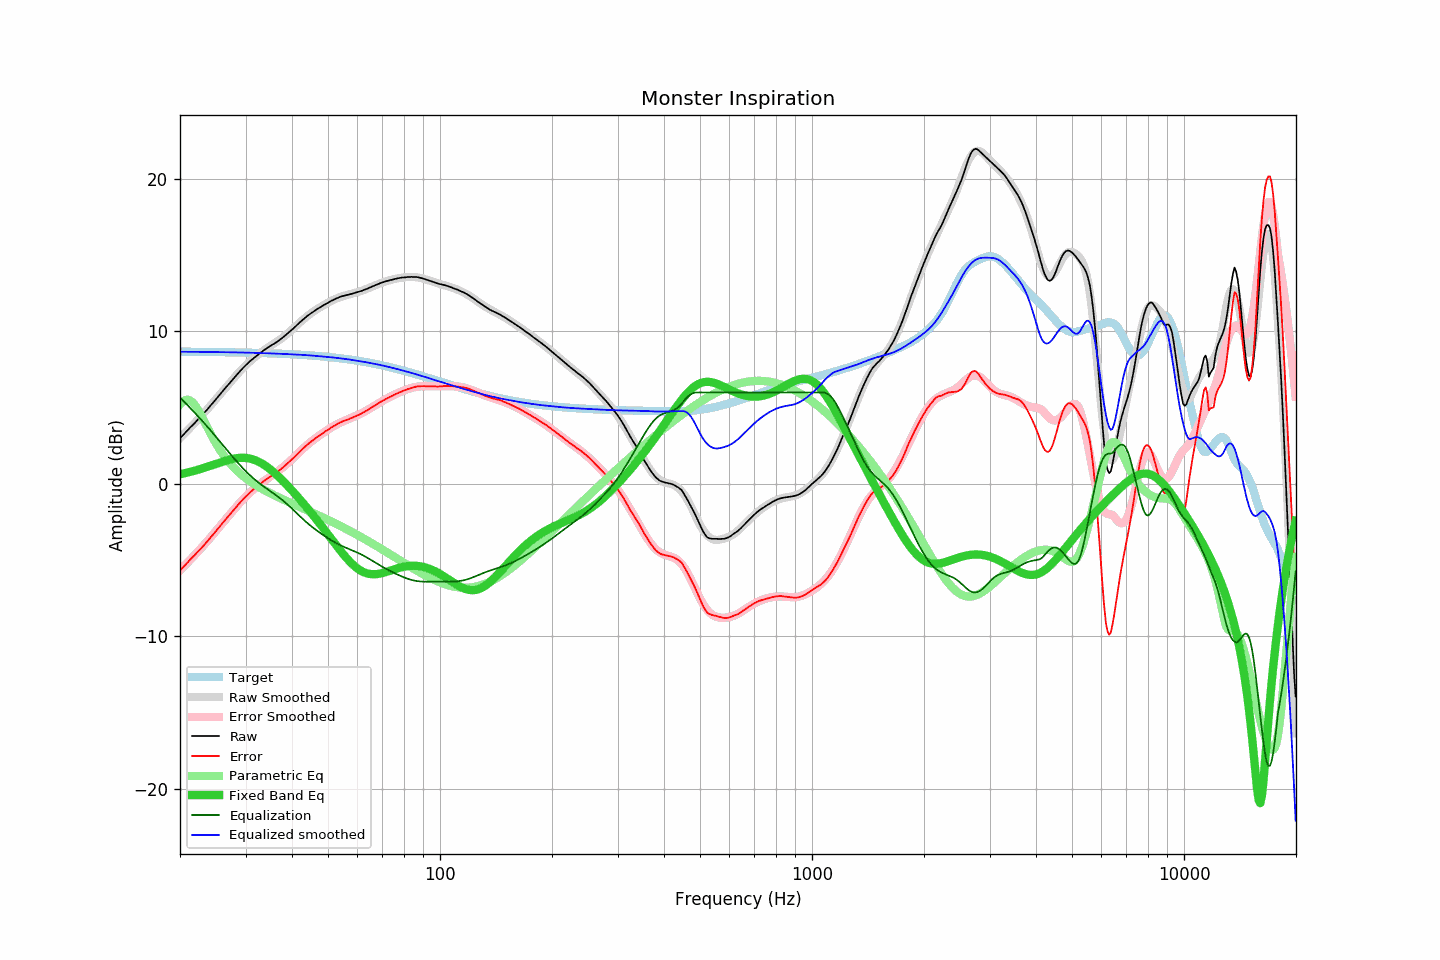 Monster Inspiration
20
10
0
−10
−20
Amplitude (dBr)
Target
Raw Smoothed
Error Smoothed
Raw
Error
Parametric Eq
Fixed Band Eq
Equalization
Equalized smoothed
100
1000
10000
Frequency (Hz)